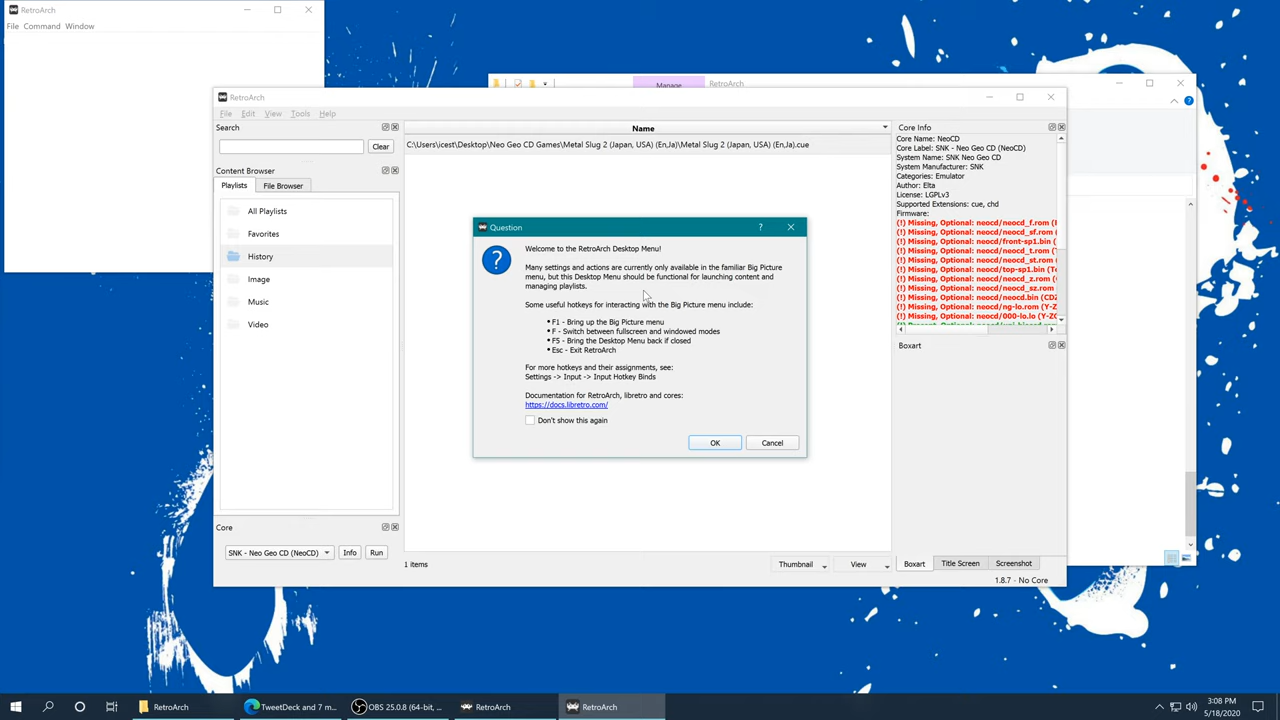 RetroArch
File Command Window
Manage
RetroArch
RetroArch
File Edit View Tools Help
Search
Clear
Content Browser
Playlists File Browser
All Playlists
Favorites
History
Image
Music
Video
Core
SNK - Neo Geo CD (NeoCD) Info Run
Name
C:\Users\icest\Desktop\Neo Geo CD Games\Metal Slug 2 (Japan, USA) (En,Ja)\Metal Slug 2 (Japan, USA) (En,Ja).cue
Question
Welcome to the RetroArch Desktop Menu!
Many settings and actions are currently only available in the familiar Big Picture
menu, but this Desktop Menu should be functional for launching content and
managing playlists.
Some useful hotkeys for interacting with the Big Picture menu include:
• F1 - Bring up the Big Picture menu
• F - Switch between fullscreen and windowed modes
• F5 - Bring the Desktop Menu back if closed
• Esc - Exit RetroArch
For more hotkeys and their assignments, see:
Settings -> Input -> Input Hotkey Binds
Documentation for RetroArch, libretro and cores:
https://docs.libretro.com/
Don't show this again
OK Cancel
1 items
Thumbnail View
Core Info
Core Name: NeoCD
Core Label: SNK - Neo Geo CD (NeoCD)
System Name: SNK Neo Geo CD
System Manufacturer: SNK
Categories: Emulator
Author: Elta
License: LGPLv3
Supported Extensions: cue, chd
Firmware:
(!) Missing, Optional: neocd/neocd_f.rom (
(!) Missing, Optional: neocd/neocd_sf.rom (
(!) Missing, Optional: neocd/front-sp1.bin (
(!) Missing, Optional: neocd/neocd_t.rom (
(!) Missing, Optional: neocd/neocd_st.rom (
(!) Missing, Optional: neocd/top-sp1.bin (
(!) Missing, Optional: neocd/neocd_z.rom (
(!) Missing, Optional: neocd/neocd_sz.rom (
(!) Missing, Optional: neocd/neocd.bin (CDZ
(!) Missing, Optional: neocd/ng-lo.rom (
(!) Missing, Optional: neocd/000-lo.lo (
Boxart
Boxart Title Screen Screenshot
1.8.7 - No Core
RetroArch
TweetDeck and 7 m...
OBS 25.0.8 (64-bit, ...
RetroArch
RetroArch
3:08 PM
5/18/2020